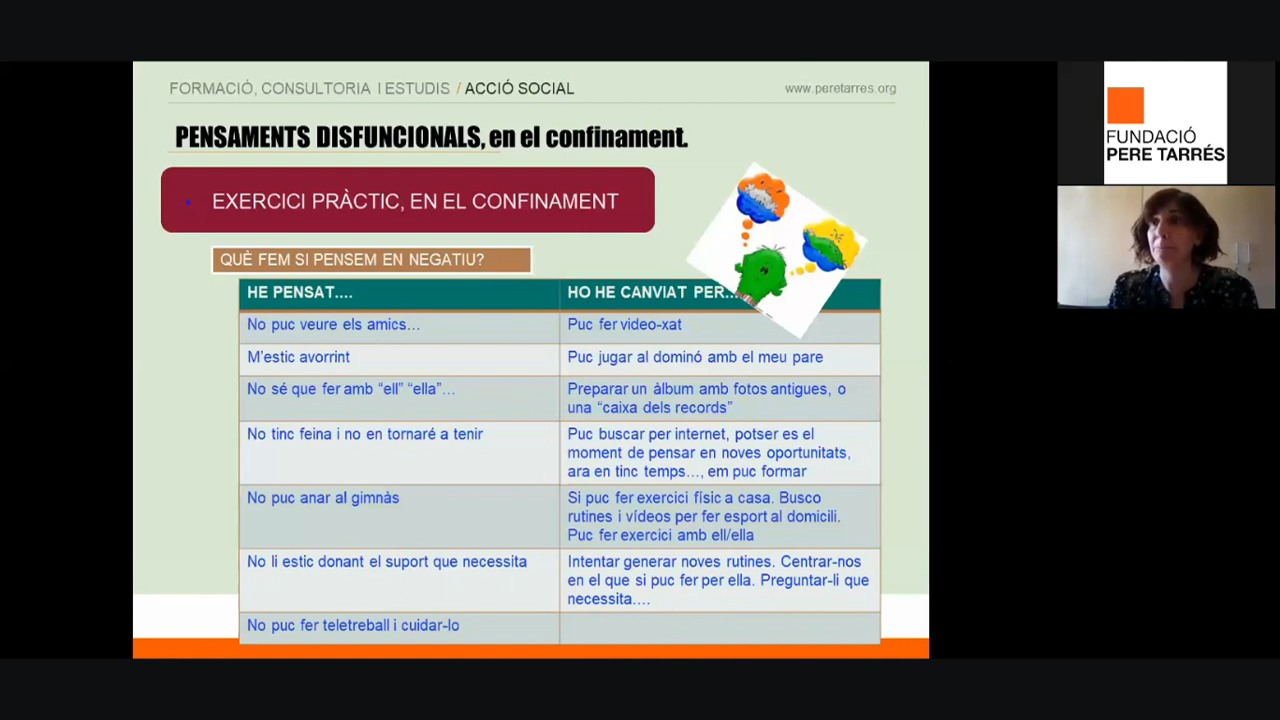 FORMACIÓ, CONSULTORIA I ESTUDIS / ACCIÓ SOCIAL
www.peretarres.org
PENSAMENTS DISFUNCIONALS, en el confinament.
• EXERCICI PRÀCTIC, EN EL CONFINAMENT
QUÈ FEM SI PENSEM EN NEGATIU?
HE PENSAT....
HO HE CANVIAT PER...
No puc veure els amics…
Puc fer video-xat
M'estic avorrint
Puc jugar al dominó amb el meu pare
No sé que fer amb “ell” “ella”…
Preparar un àlbum amb fotos antigues, o
una “caixa dels records”
No tinc feina i no en tornaré a tenir
Puc buscar per internet, potser es el
moment de pensar en noves oportunitats,
ara en tinc temps…, em puc formar
No puc anar al gimnàs
Si puc fer exercici físic a casa. Busco
rutines i vídeos per fer esport al domicili.
Puc fer exercici amb ell/ella
No li estic donant el suport que necessita
Intentar generar noves rutines. Centrar-nos
en el que si puc fer per ella. Preguntar-li que
necessita….
No puc fer teletreball i cuidar-lo
FUNDACIÓ
PERE TARRÉS